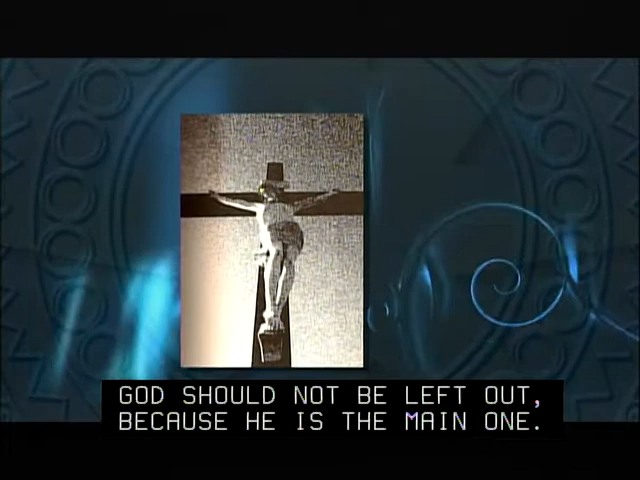 GOD SHOULD NOT BE LEFT OUT,
BECAUSE HE IS THE MAIN ONE.